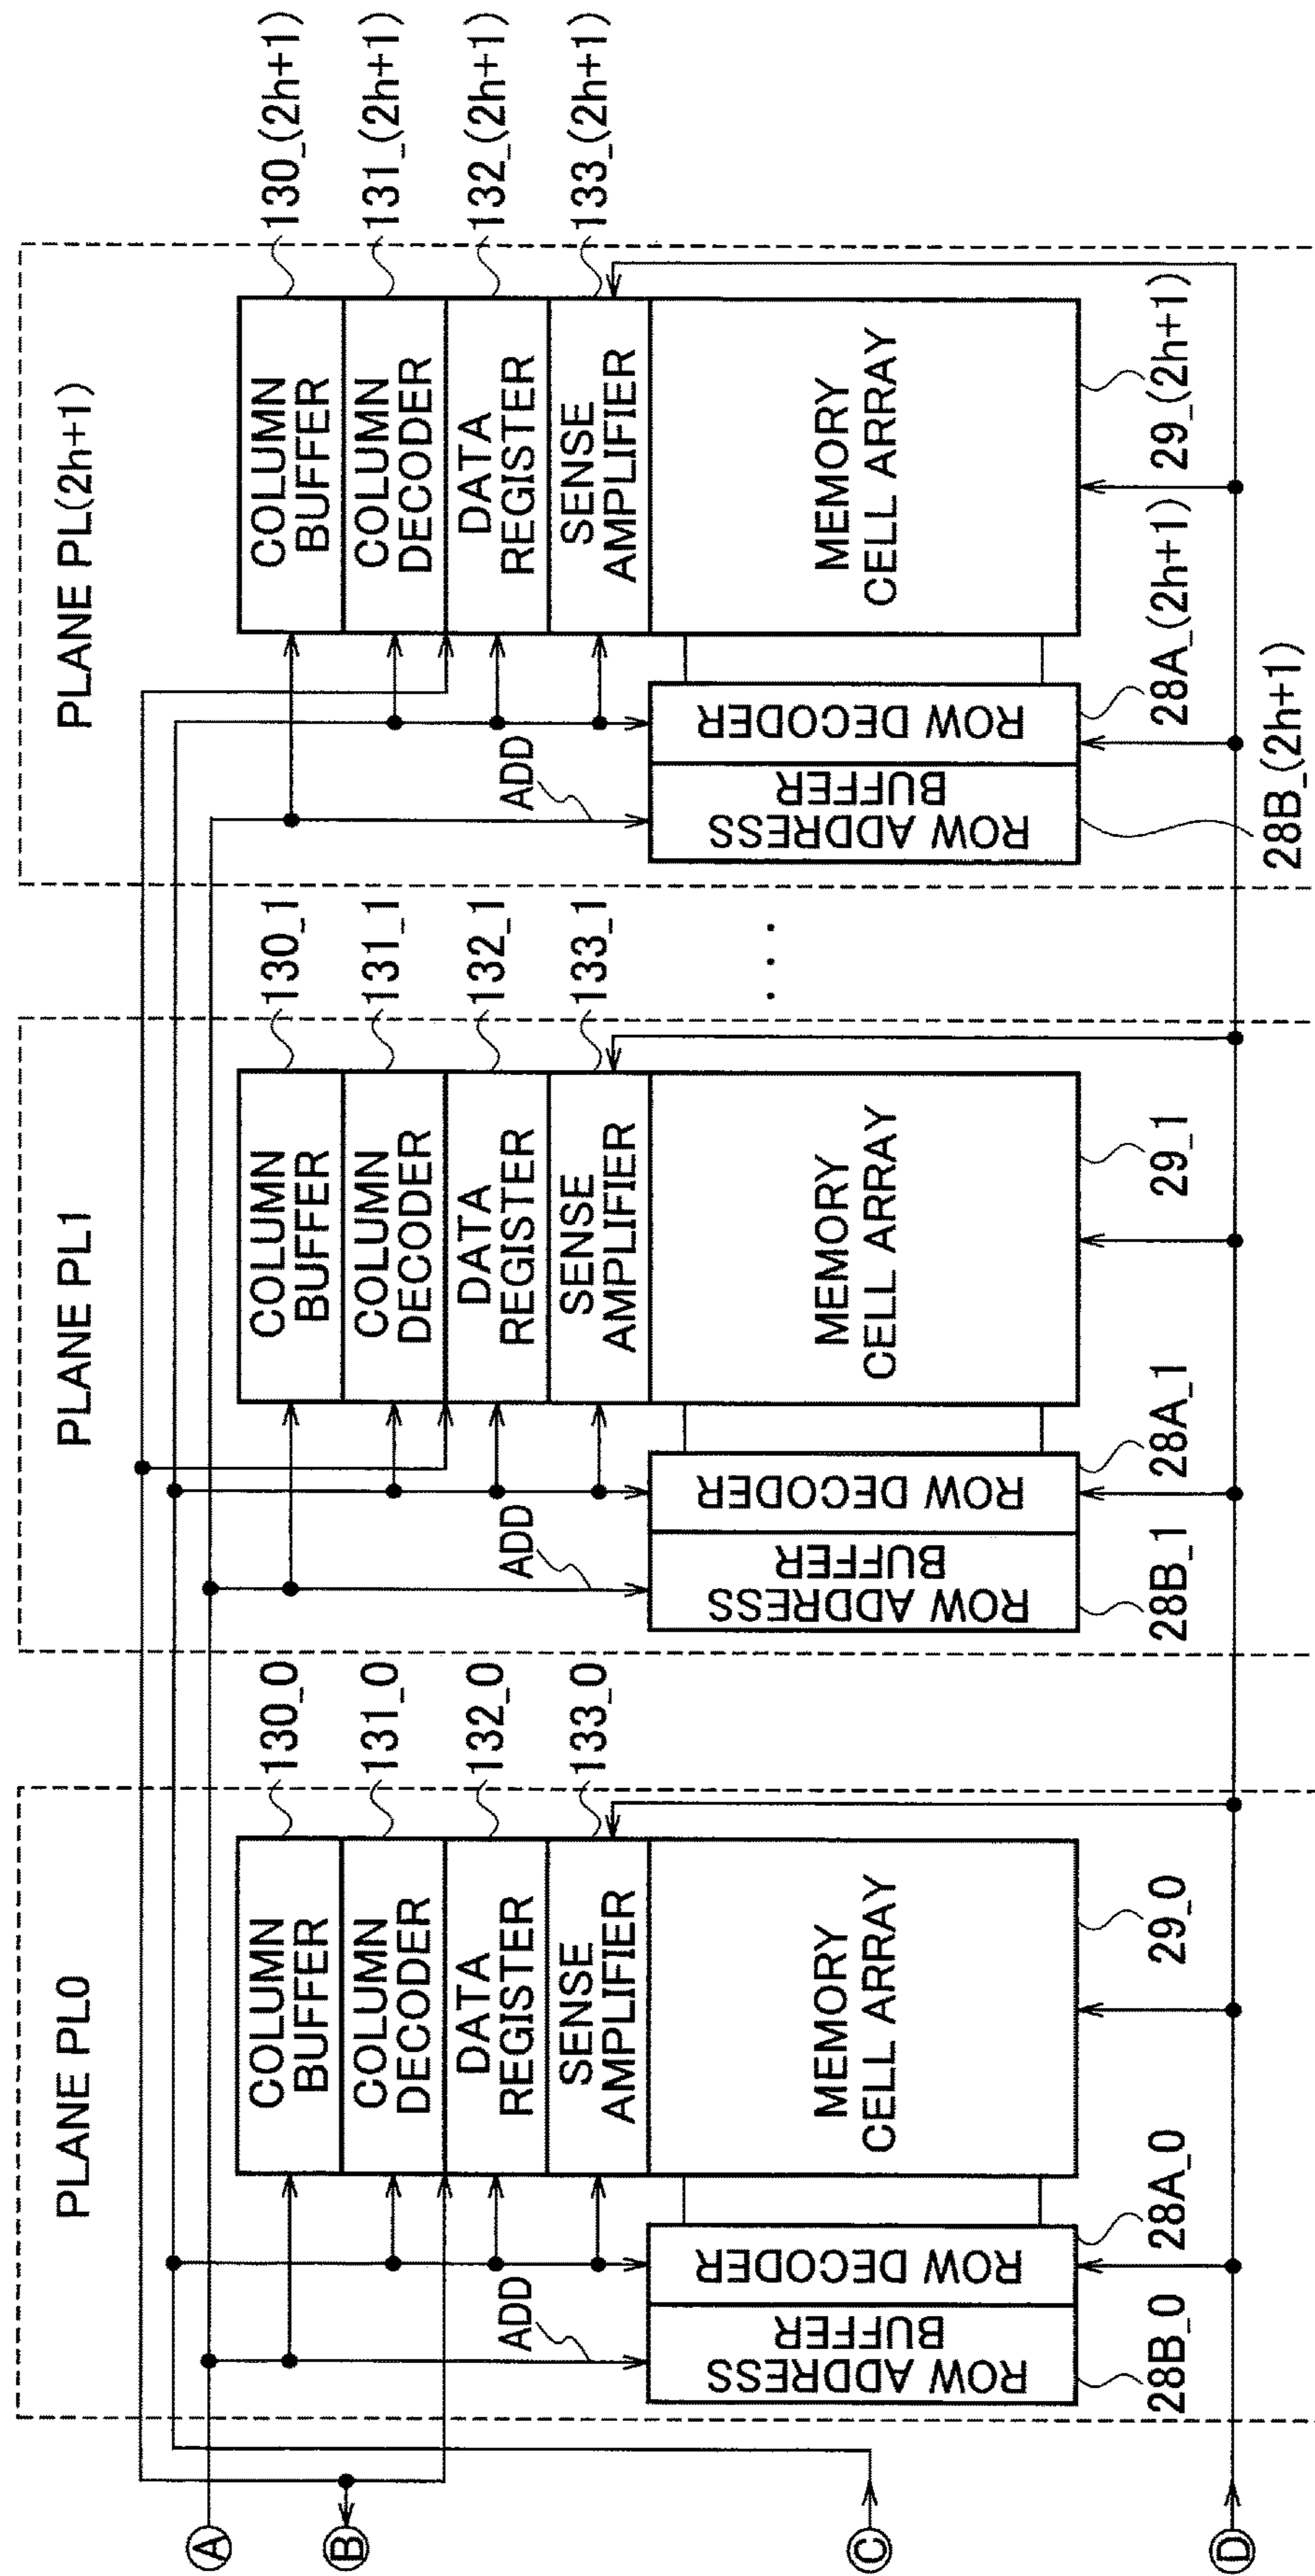 PLANE PL0
COLUMN
BUFFER
COLUMN
DECODER
DATA
REGISTER
SENSE
AMPLIFIER
MEMORY
CELL ARRAY
ROW DECODER
ROW ADDRESS
BUFFER
ADD
130_0
131_0
132_0
133_0
28B_0
28A_0
29_0
PLANE PL1
COLUMN
BUFFER
COLUMN
DECODER
DATA
REGISTER
SENSE
AMPLIFIER
MEMORY
CELL ARRAY
ROW DECODER
ROW ADDRESS
BUFFER
ADD
130_1
131_1
132_1
133_1
28B_1
28A_1
29_1
. . .
PLANE PL(2h+1)
COLUMN
BUFFER
COLUMN
DECODER
DATA
REGISTER
SENSE
AMPLIFIER
MEMORY
CELL ARRAY
ROW DECODER
ROW ADDRESS
BUFFER
ADD
130_(2h+1)
131_(2h+1)
132_(2h+1)
133_(2h+1)
28A_(2h+1)
29_(2h+1)
28B_(2h+1)
A
B
C
D